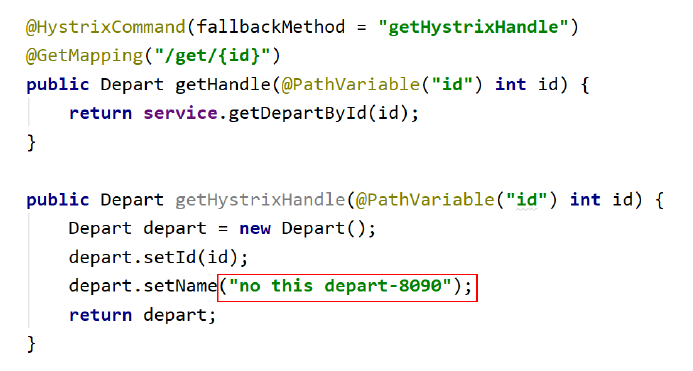 @HystrixCommand(fallbackMethod = "getHystrixHandle")
@GetMapping("/get/{id}")
public Depart getHandle(@PathVariable("id") int id) {
    return service.getDepartById(id);
}

public Depart getHystrixHandle(@PathVariable("id") int id) {
    Depart depart = new Depart();
    depart.setId(id);
    depart.setName("no this depart-8090");
    return depart;
}